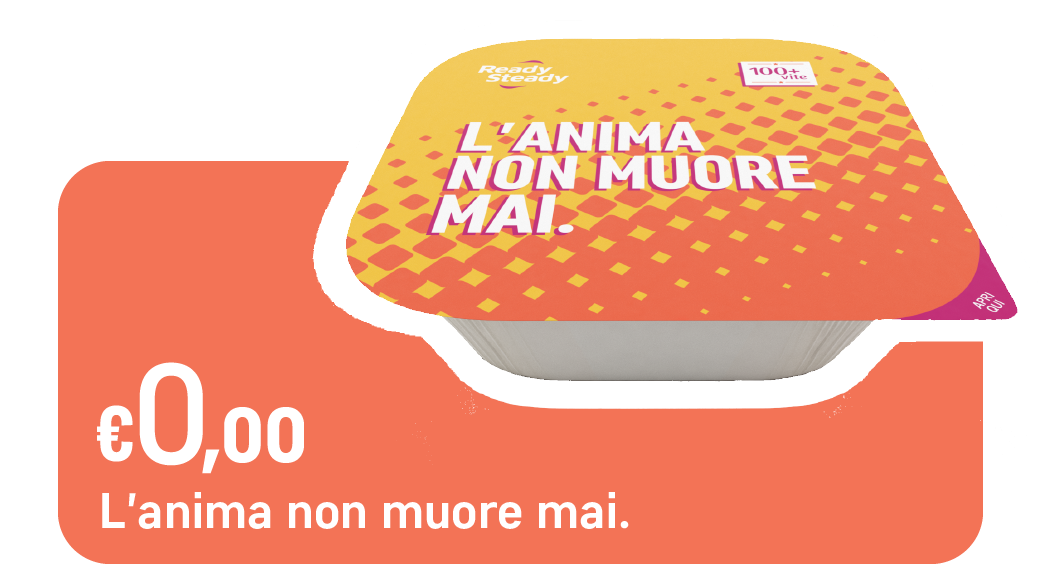 Ready
Steady
100+
vite
L'ANIMA
NON MUORE
MAI.
APRI
QUI
€0,00
L'anima non muore mai.